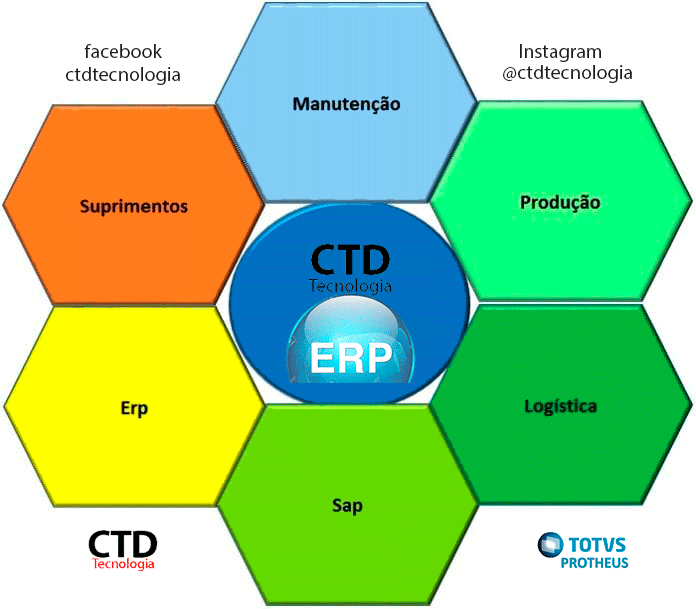 facebook
ctdtecnologia
Instagram
@ctdtecnologia
Manutenção
Suprimentos
Produção
CTD
Tecnologia
ERP
Erp
Logística
Sap
CTD
Tecnologia
TOTVS
PROTHEUS